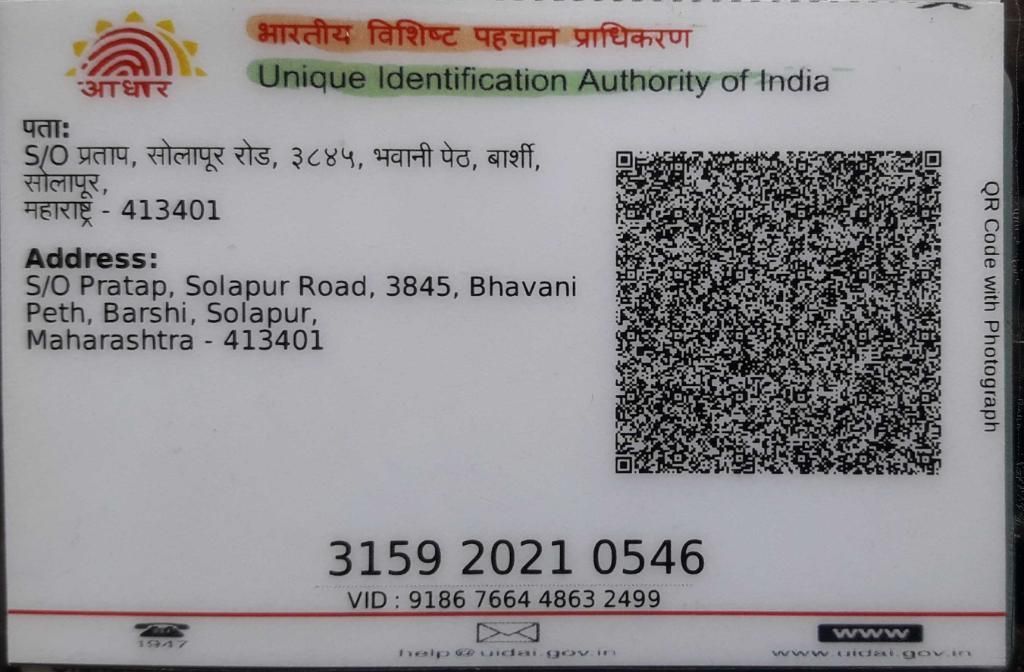 भारतीय विशिष्ट पहचान प्राधिकरण
आधार
Unique Identification Authority of India
पता:
S/O प्रताप, सोलापूर रोड, ३८४५, भवानी पेठ, बार्शी,
सोलापूर,
महाराष्ट्र - 413401
Address:
S/O Pratap, Solapur Road, 3845, Bhavani
Peth, Barshi, Solapur,
Maharashtra - 413401
QR Code with Photograph
3159 2021 0546
VID : 9186 7664 4863 2499
1947
help@uidai.gov.in
www
www.uidai.gov.in